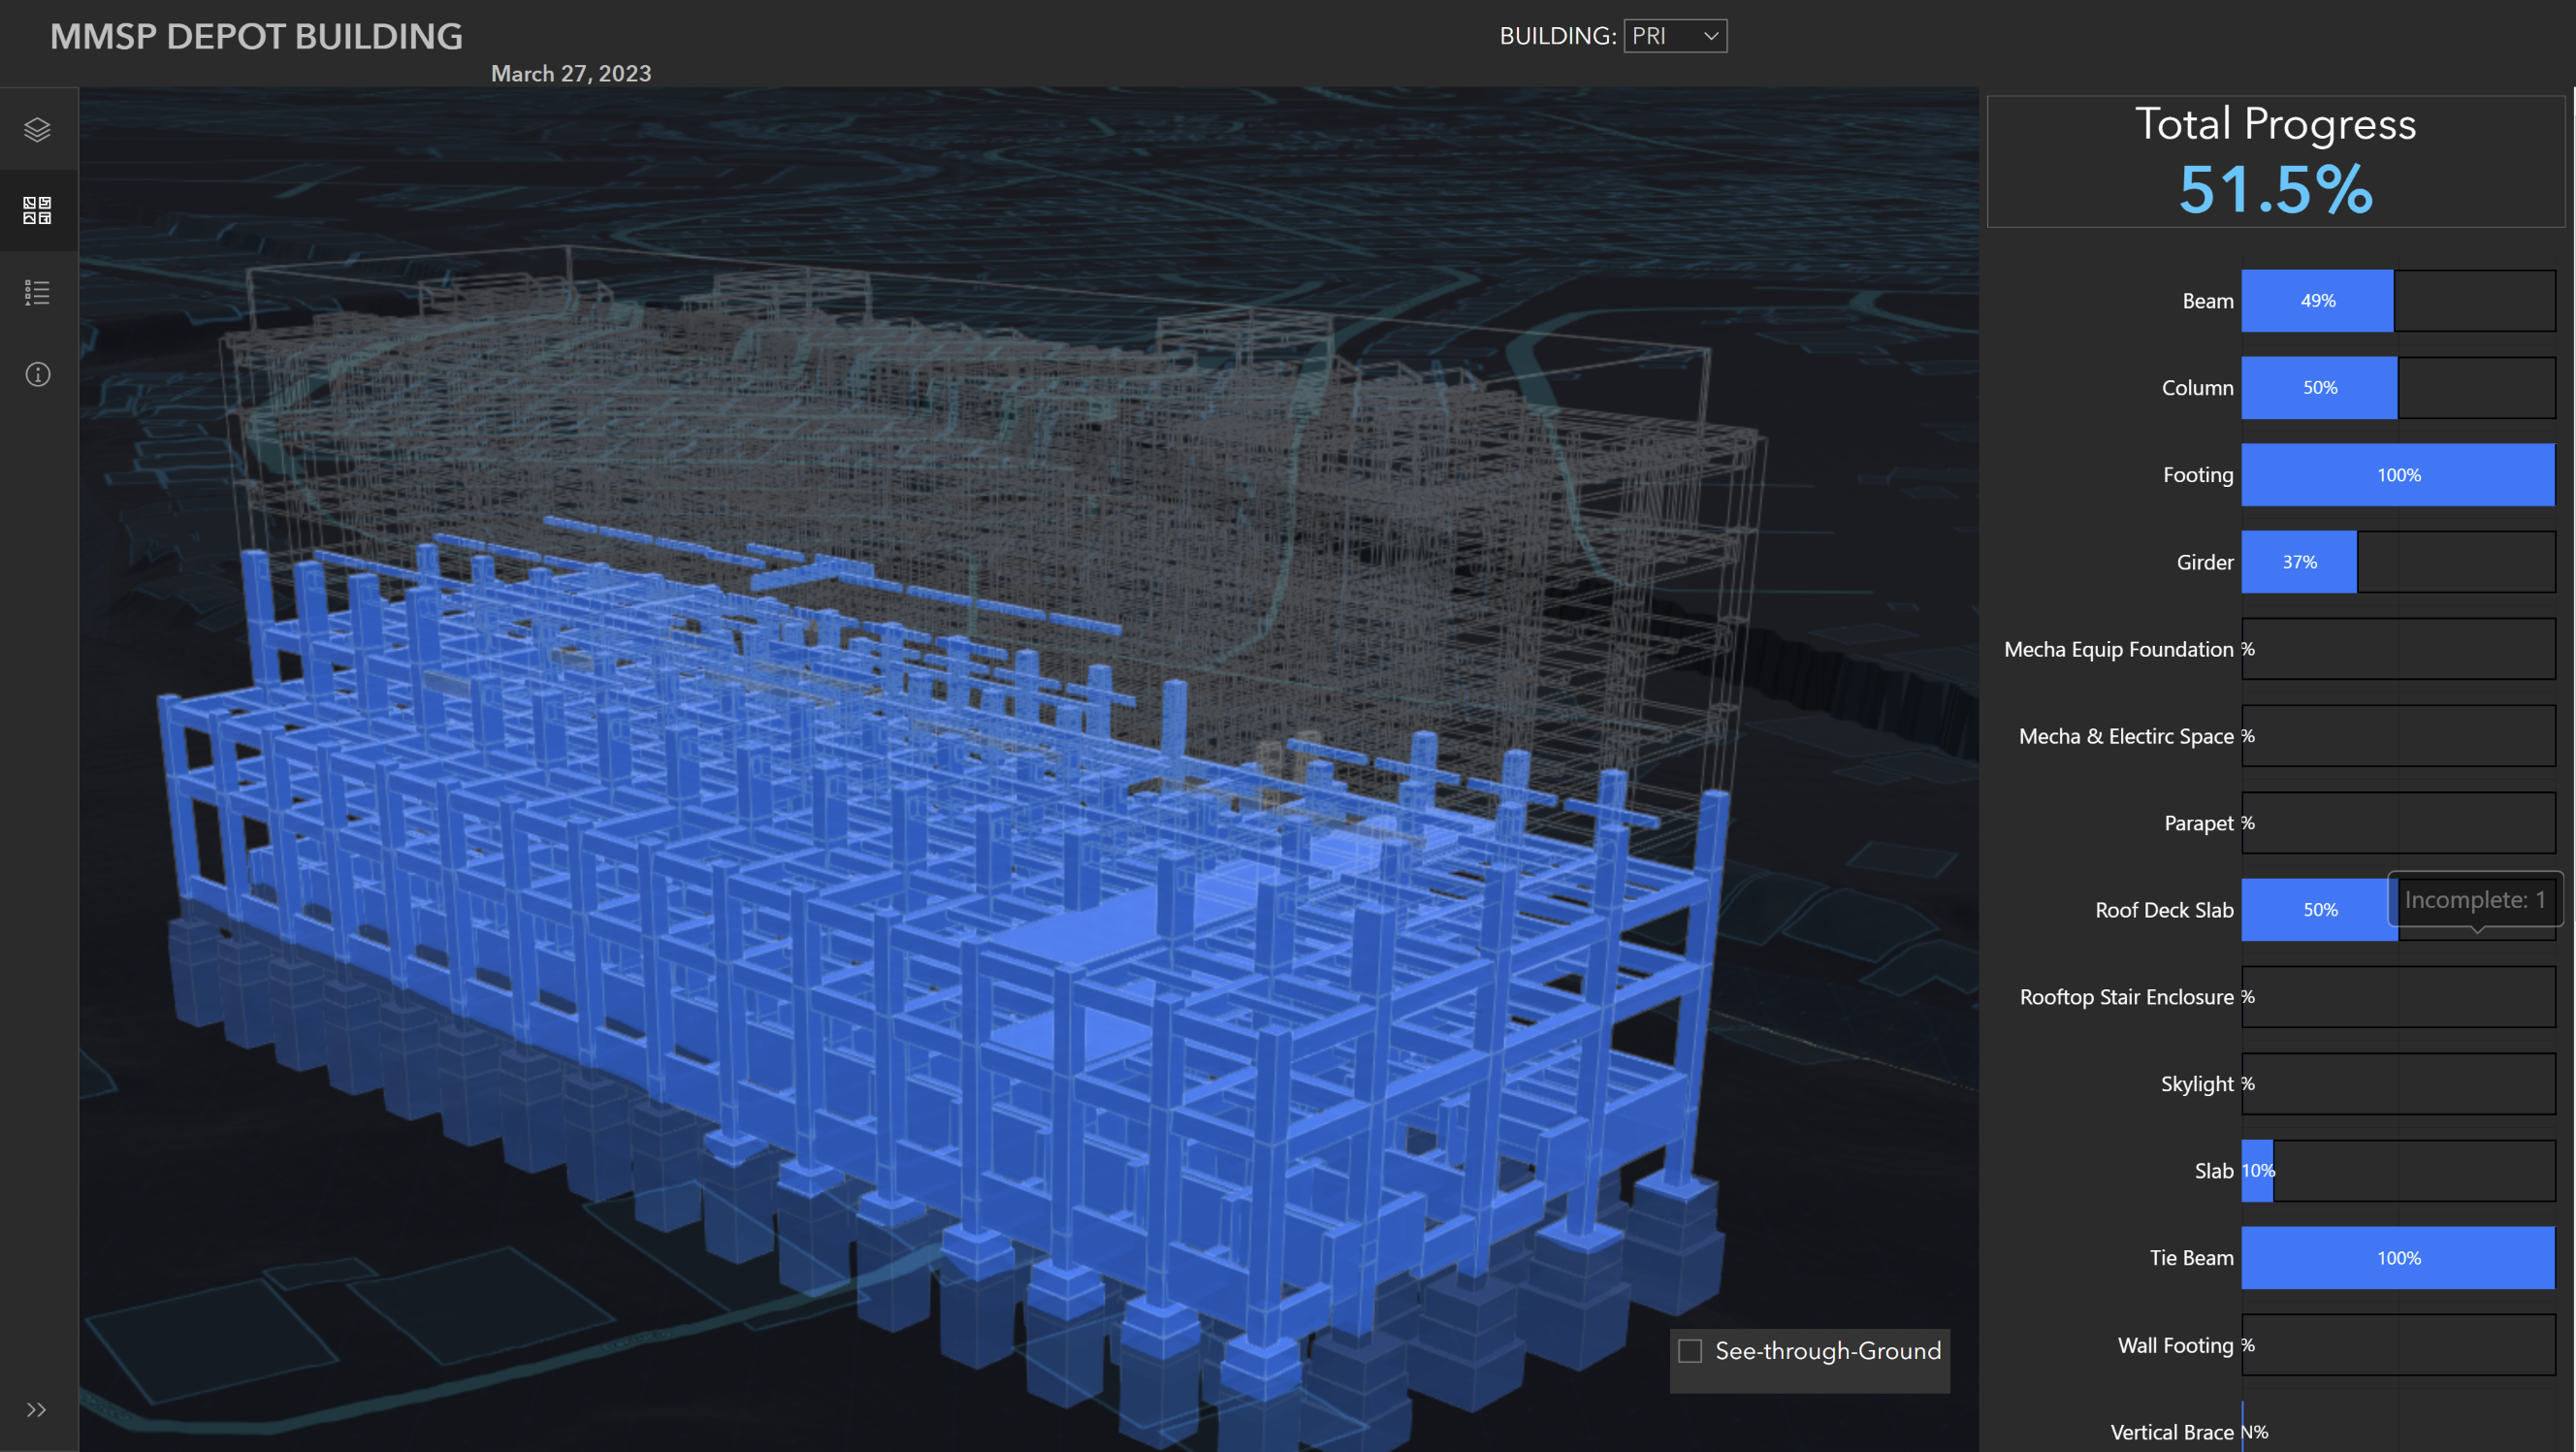 MMSP DEPOT BUILDING
March 27, 2023
BUILDING: PRI
Total Progress
51.5%
Beam 49%
Column 50%
Footing 100%
Girder 37%
Mecha Equip Foundation %
Mecha & Electirc Space %
Parapet %
Roof Deck Slab 50% Incomplete: 1
Rooftop Stair Enclosure %
Skylight %
Slab 10%
Tie Beam 100%
Wall Footing %
Vertical Brace N%
See-through-Ground